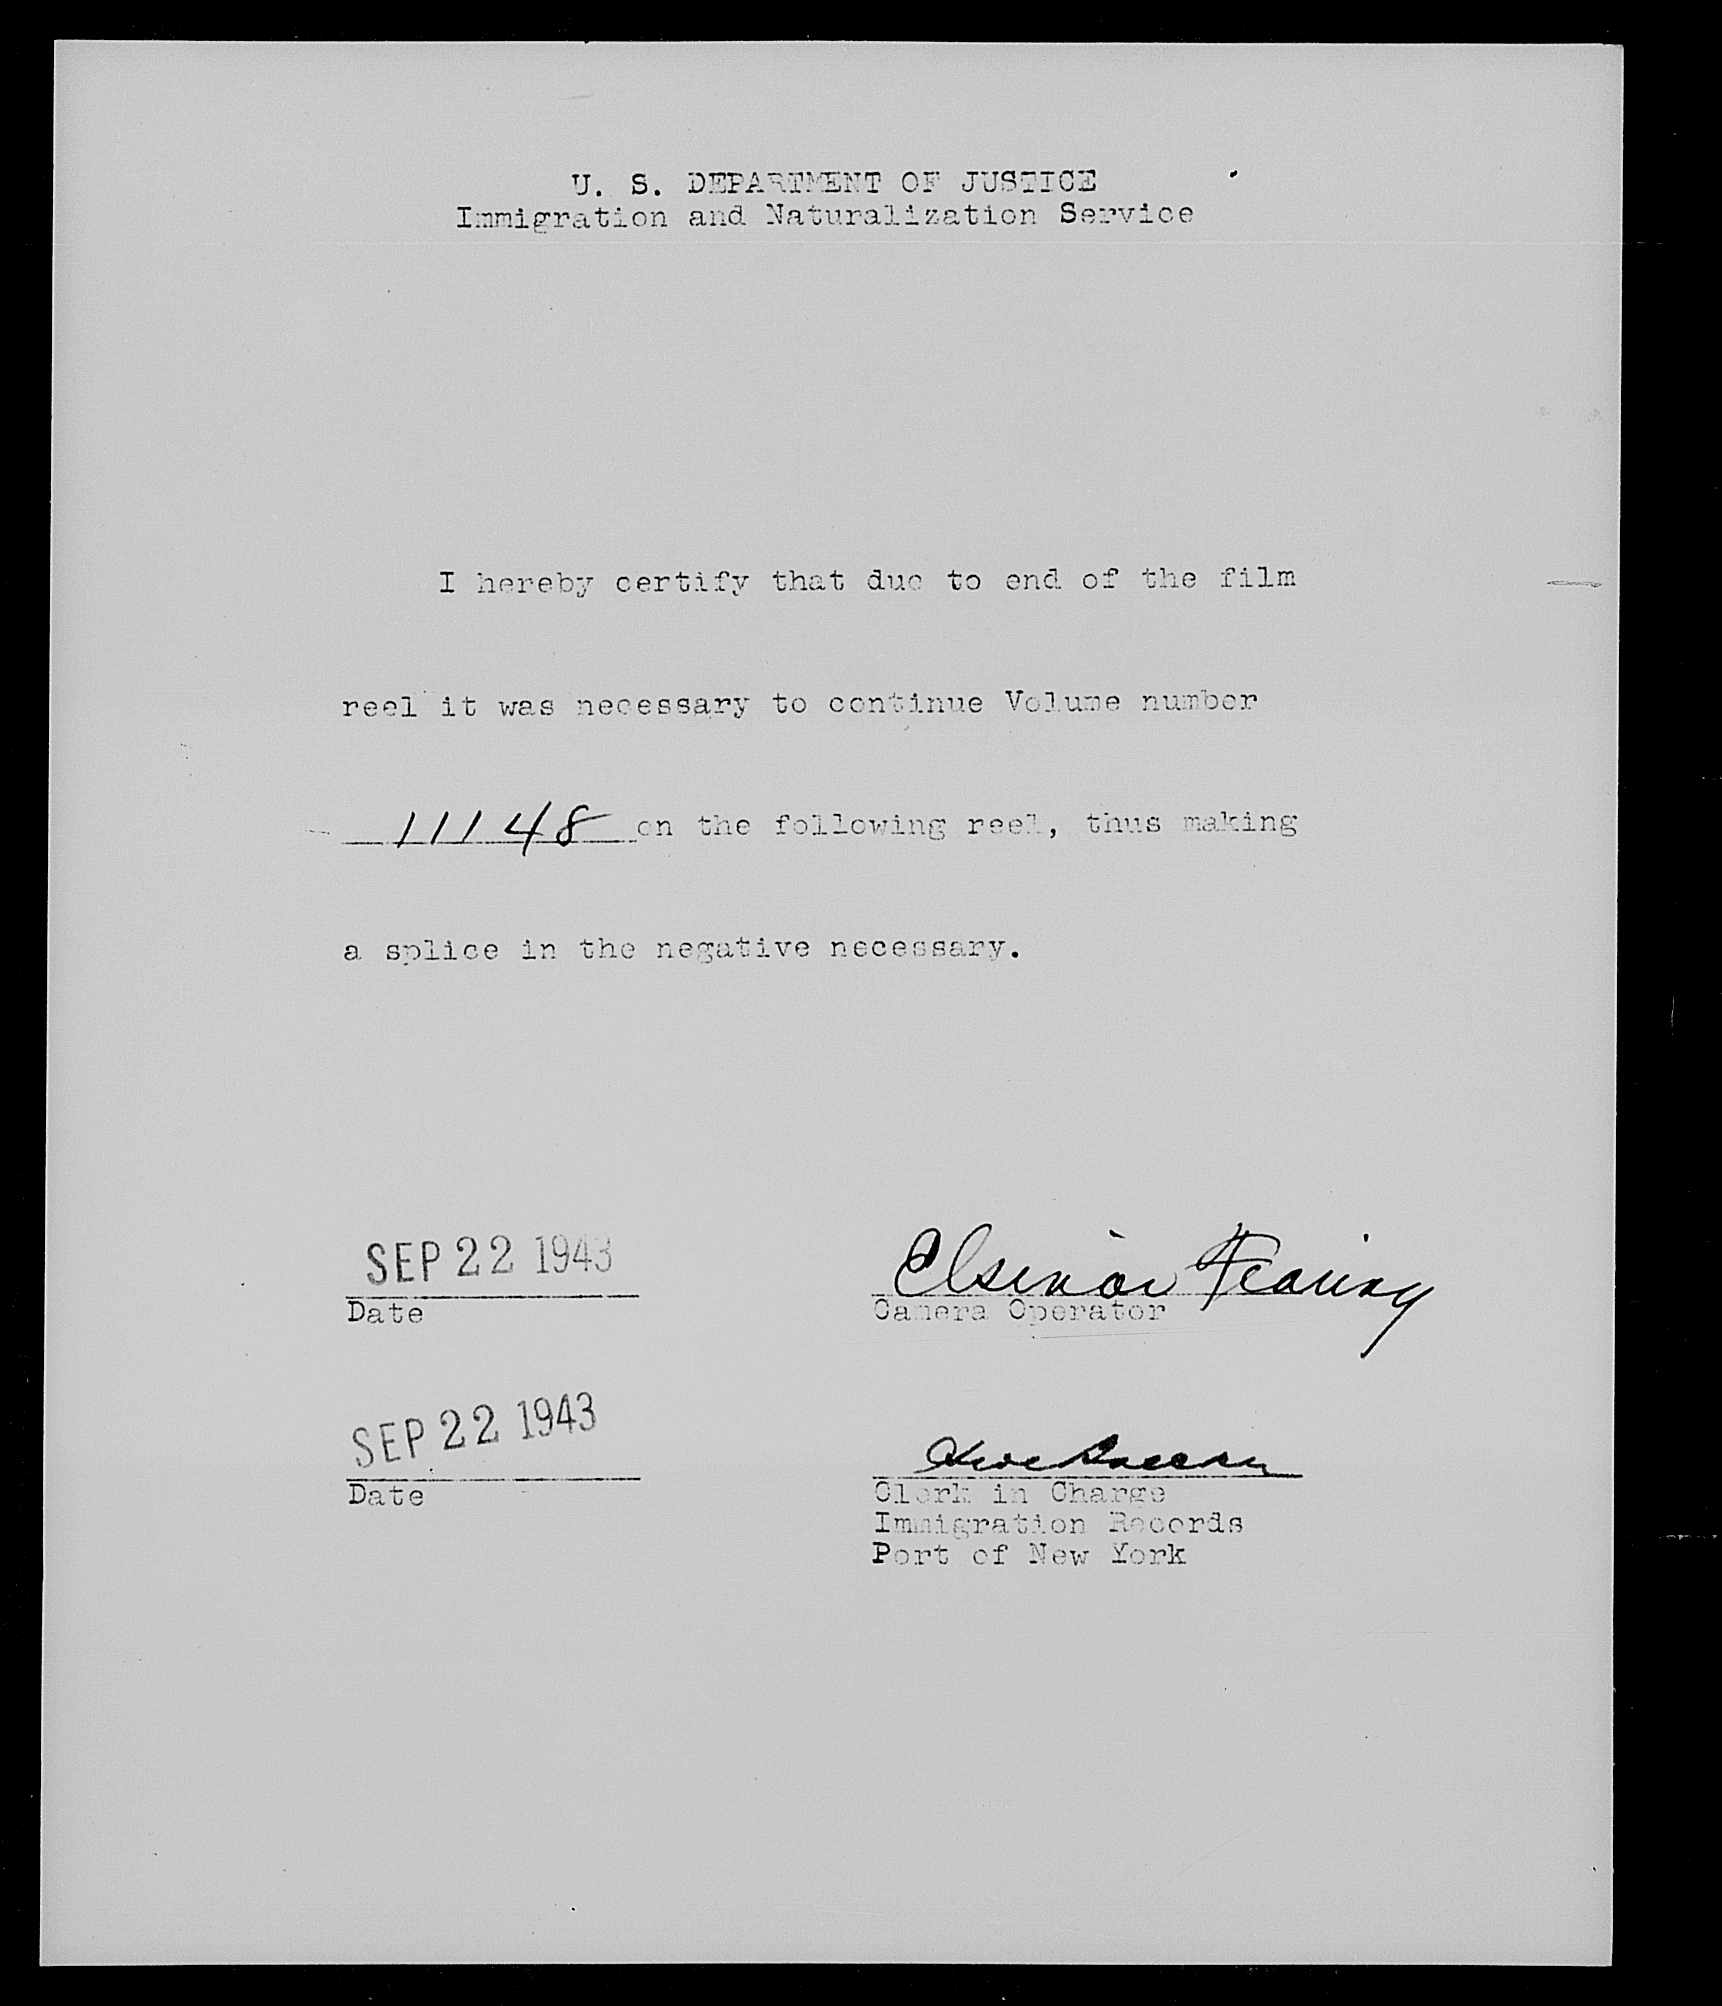 U. S. DEPARTMENT OF JUSTICE
Immigration and Naturalization Service
I hereby certify that due to end of the film
reel it was necessary to continue Volume number
11148 on the following reel, thus making
a splice in the negative necessary.
SEP 22 1943
Elsinor Fearing
Date
Camera Operator
SEP 22 1943
Date
Clerk in Charge
Immigration Records
Port of New York